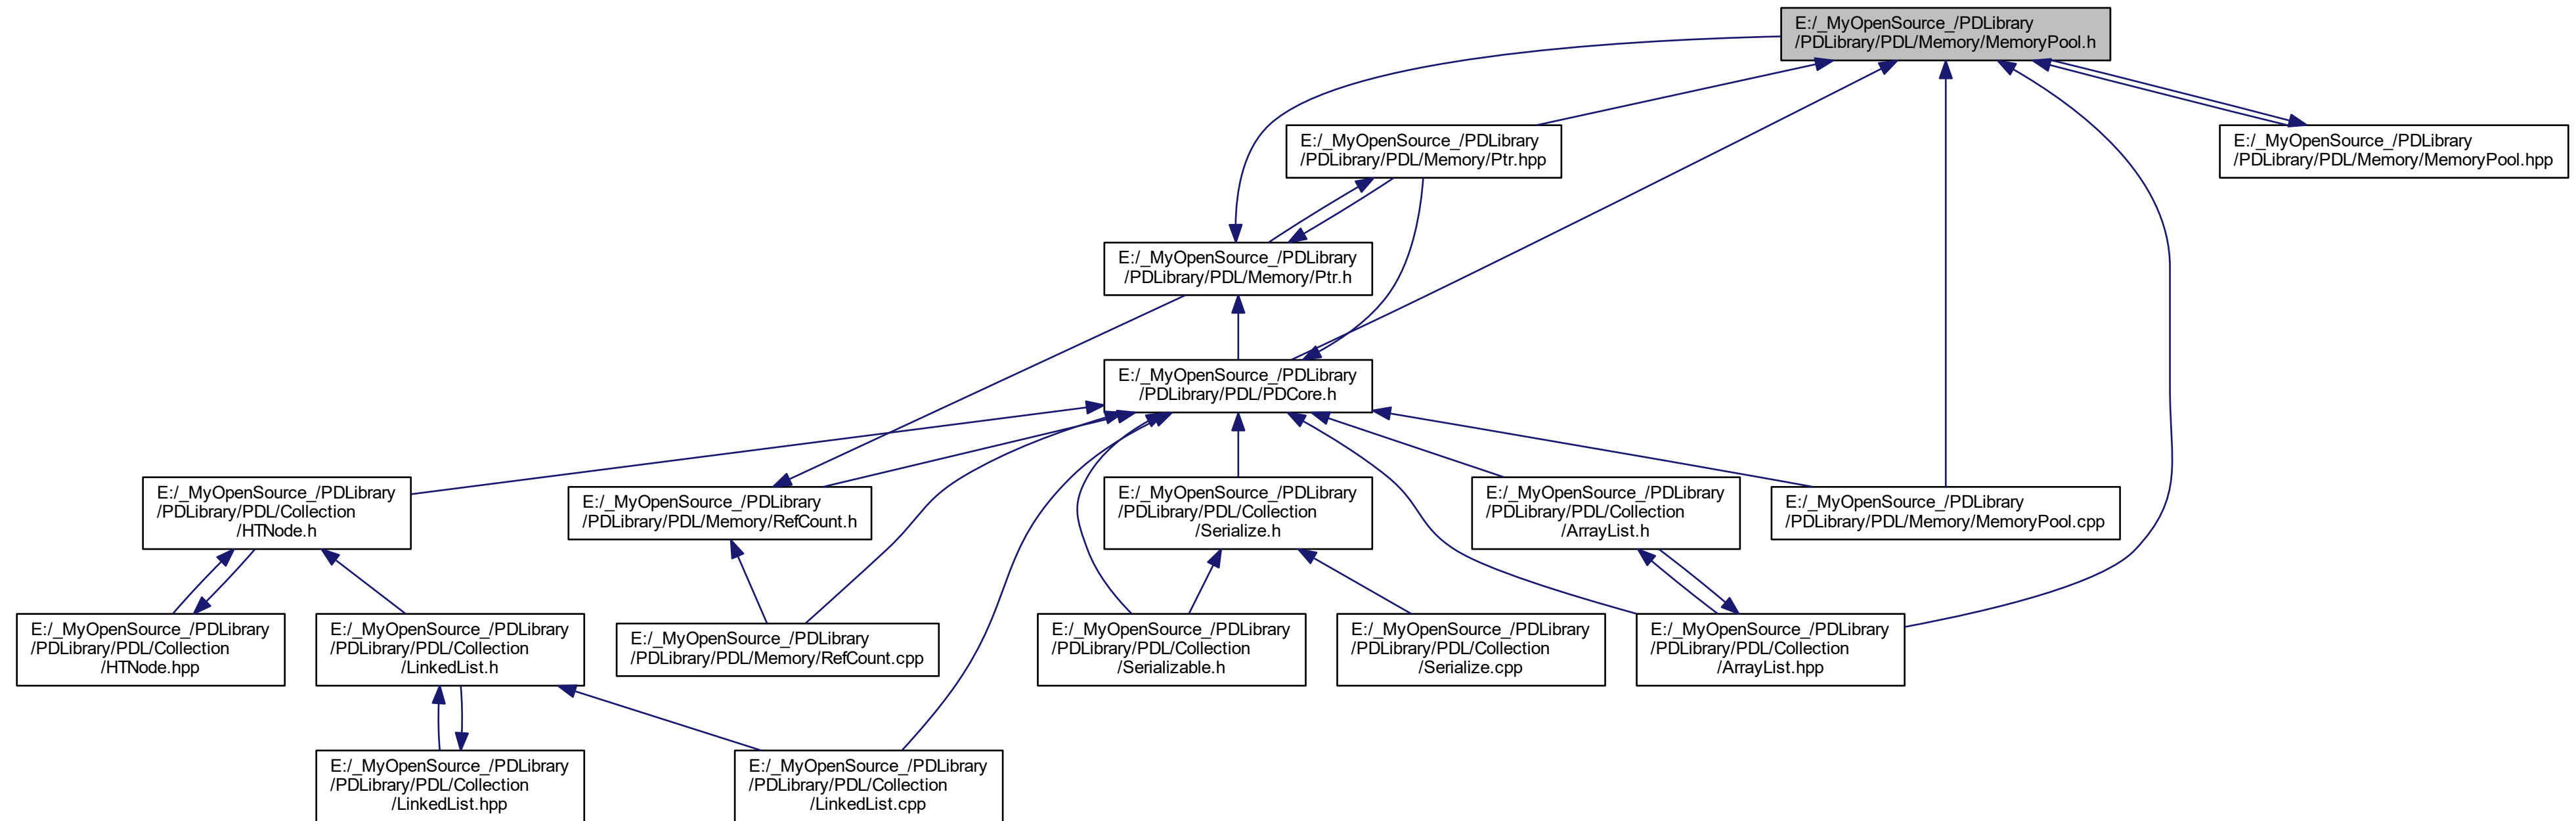 E:/_MyOpenSource_/PDLibrary
/PDLibrary/PDL/Memory/MemoryPool.h
E:/_MyOpenSource_/PDLibrary
/PDLibrary/PDL/Memory/Ptr.hpp
E:/_MyOpenSource_/PDLibrary
/PDLibrary/PDL/Memory/MemoryPool.hpp
E:/_MyOpenSource_/PDLibrary
/PDLibrary/PDL/Memory/Ptr.h
E:/_MyOpenSource_/PDLibrary
/PDLibrary/PDL/PDCore.h
E:/_MyOpenSource_/PDLibrary
/PDLibrary/PDL/Collection
/HTNode.h
E:/_MyOpenSource_/PDLibrary
/PDLibrary/PDL/Memory/RefCount.h
E:/_MyOpenSource_/PDLibrary
/PDLibrary/PDL/Collection
/Serialize.h
E:/_MyOpenSource_/PDLibrary
/PDLibrary/PDL/Collection
/ArrayList.h
E:/_MyOpenSource_/PDLibrary
/PDLibrary/PDL/Memory/MemoryPool.cpp
E:/_MyOpenSource_/PDLibrary
/PDLibrary/PDL/Collection
/HTNode.hpp
E:/_MyOpenSource_/PDLibrary
/PDLibrary/PDL/Collection
/LinkedList.h
E:/_MyOpenSource_/PDLibrary
/PDLibrary/PDL/Memory/RefCount.cpp
E:/_MyOpenSource_/PDLibrary
/PDLibrary/PDL/Collection
/Serializable.h
E:/_MyOpenSource_/PDLibrary
/PDLibrary/PDL/Collection
/Serialize.cpp
E:/_MyOpenSource_/PDLibrary
/PDLibrary/PDL/Collection
/ArrayList.hpp
E:/_MyOpenSource_/PDLibrary
/PDLibrary/PDL/Collection
/LinkedList.hpp
E:/_MyOpenSource_/PDLibrary
/PDLibrary/PDL/Collection
/LinkedList.cpp